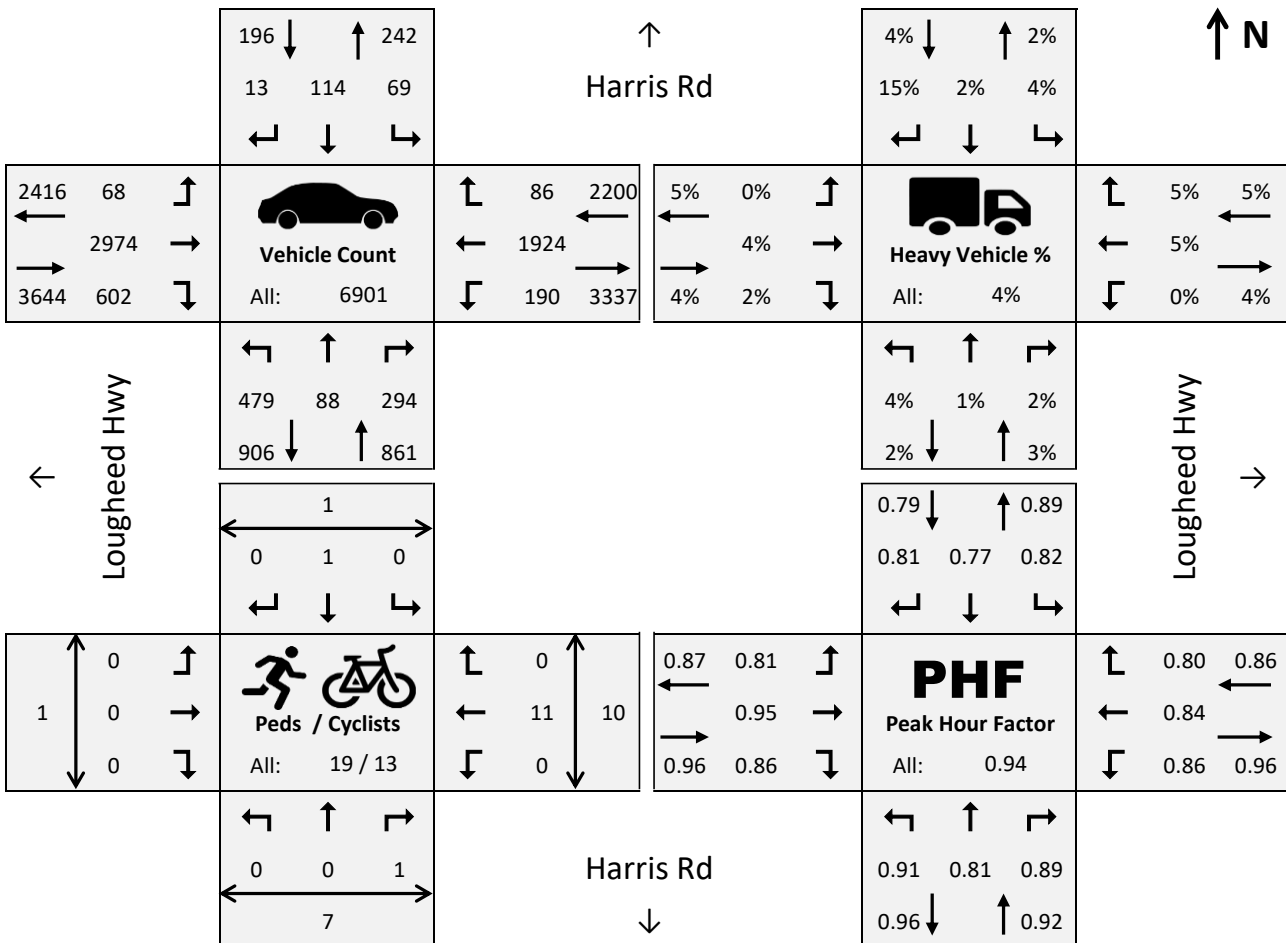 196 242 4% 2% N
Harris Rd
13 114 69 15% 2% 4%
2416 68 86 2200 5% 0% 5% 5%
2974 Vehicle Count 1924 4% Heavy Vehicle % 5%
3644 602 All: 6901 190 3337 4% 2% All: 4% 0% 4%
479 88 294 4% 1% 2%
906 861 2% 3%
Lougheed Hwy
Lougheed Hwy
1 0.79 0.89
0 1 0 0.81 0.77 0.82
0 0 0.87 0.81 PHF 0.80 0.86
1 0 Peds / Cyclists 11 10 0.95 Peak Hour Factor 0.84
0 All: 19 / 13 0 0.96 0.86 All: 0.94 0.86 0.96
0 0 1 Harris Rd 0.91 0.81 0.89
7 0.96 0.92